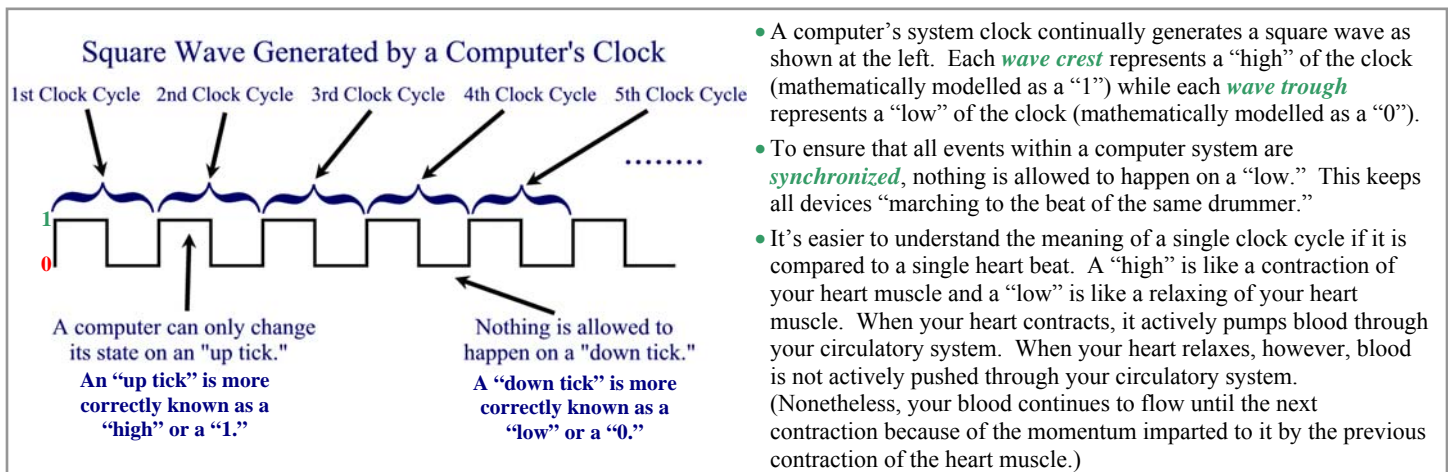 Square Wave Generated by a Computer's Clock
1st Clock Cycle 2nd Clock Cycle 3rd Clock Cycle 4th Clock Cycle 5th Clock Cycle
........
1
0
A computer can only change
its state on an "up tick."
An “up tick” is more
correctly known as a
“high” or a “1.”
Nothing is allowed to
happen on a "down tick."
A “down tick” is more
correctly known as a
“low” or a “0.”
• A computer’s system clock continually generates a square wave as
shown at the left. Each wave crest represents a “high” of the clock
(mathematically modelled as a “1”) while each wave trough
represents a “low” of the clock (mathematically modelled as a “0”).
• To ensure that all events within a computer system are
synchronized, nothing is allowed to happen on a “low.” This keeps
all devices “marching to the beat of the same drummer.”
• It’s easier to understand the meaning of a single clock cycle if it is
compared to a single heart beat. A “high” is like a contraction of
your heart muscle and a “low” is like a relaxing of your heart
muscle. When your heart contracts, it actively pumps blood through
your circulatory system. When your heart relaxes, however, blood
is not actively pushed through your circulatory system.
(Nonetheless, your blood continues to flow until the next
contraction because of the momentum imparted to it by the previous
contraction of the heart muscle.)